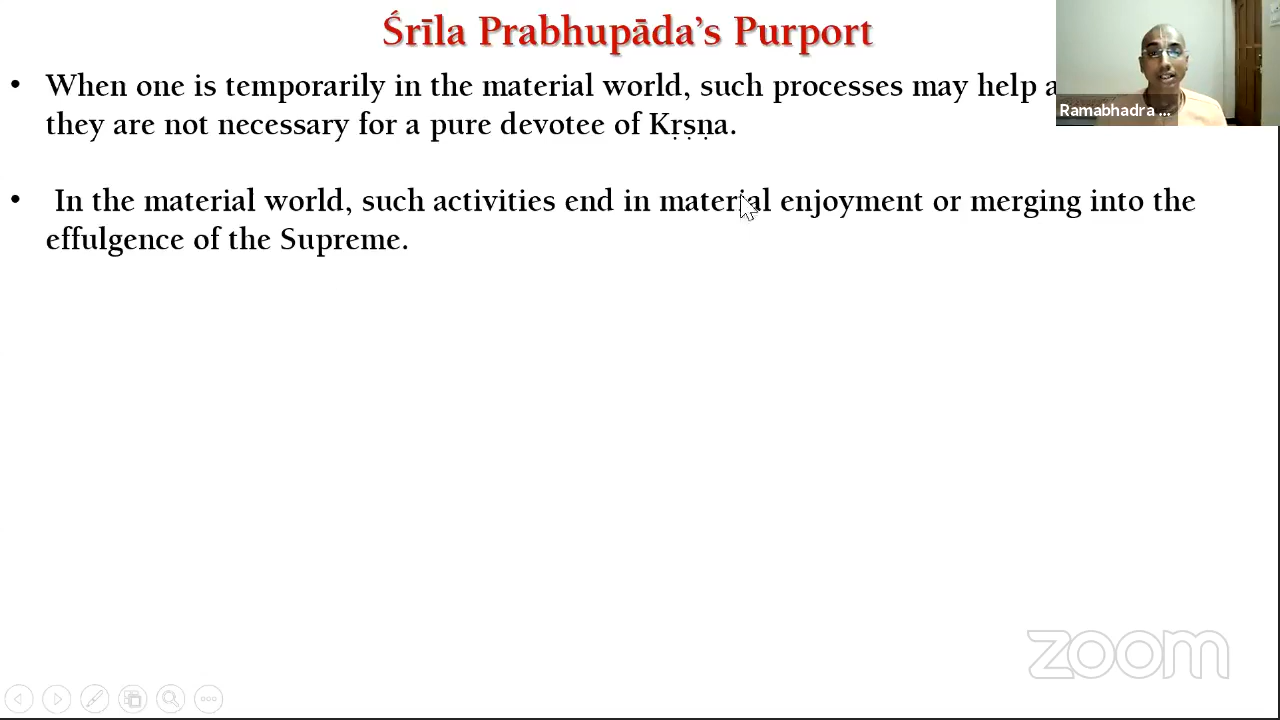 Śrīla Prabhupāda's Purport
• When one is temporarily in the material world, such processes may help
they are not necessary for a pure devotee of Kṛṣṇa.
• In the material world, such activities end in material enjoyment or merging into the
effulgence of the Supreme.
Ramabhadra ...
zoom